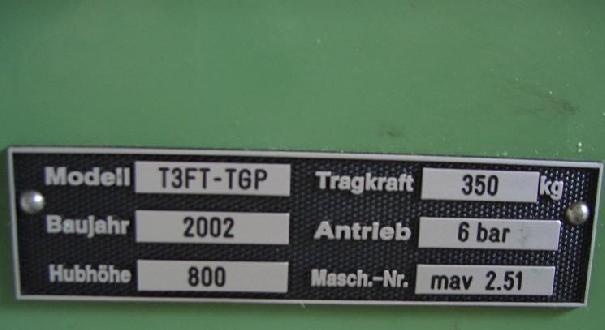 Modell T3FT-TGP Tragkraft 350 kg
Baujahr 2002 Antrieb 6 bar
Hubhöhe 800 Masch.-Nr. mav 2.51